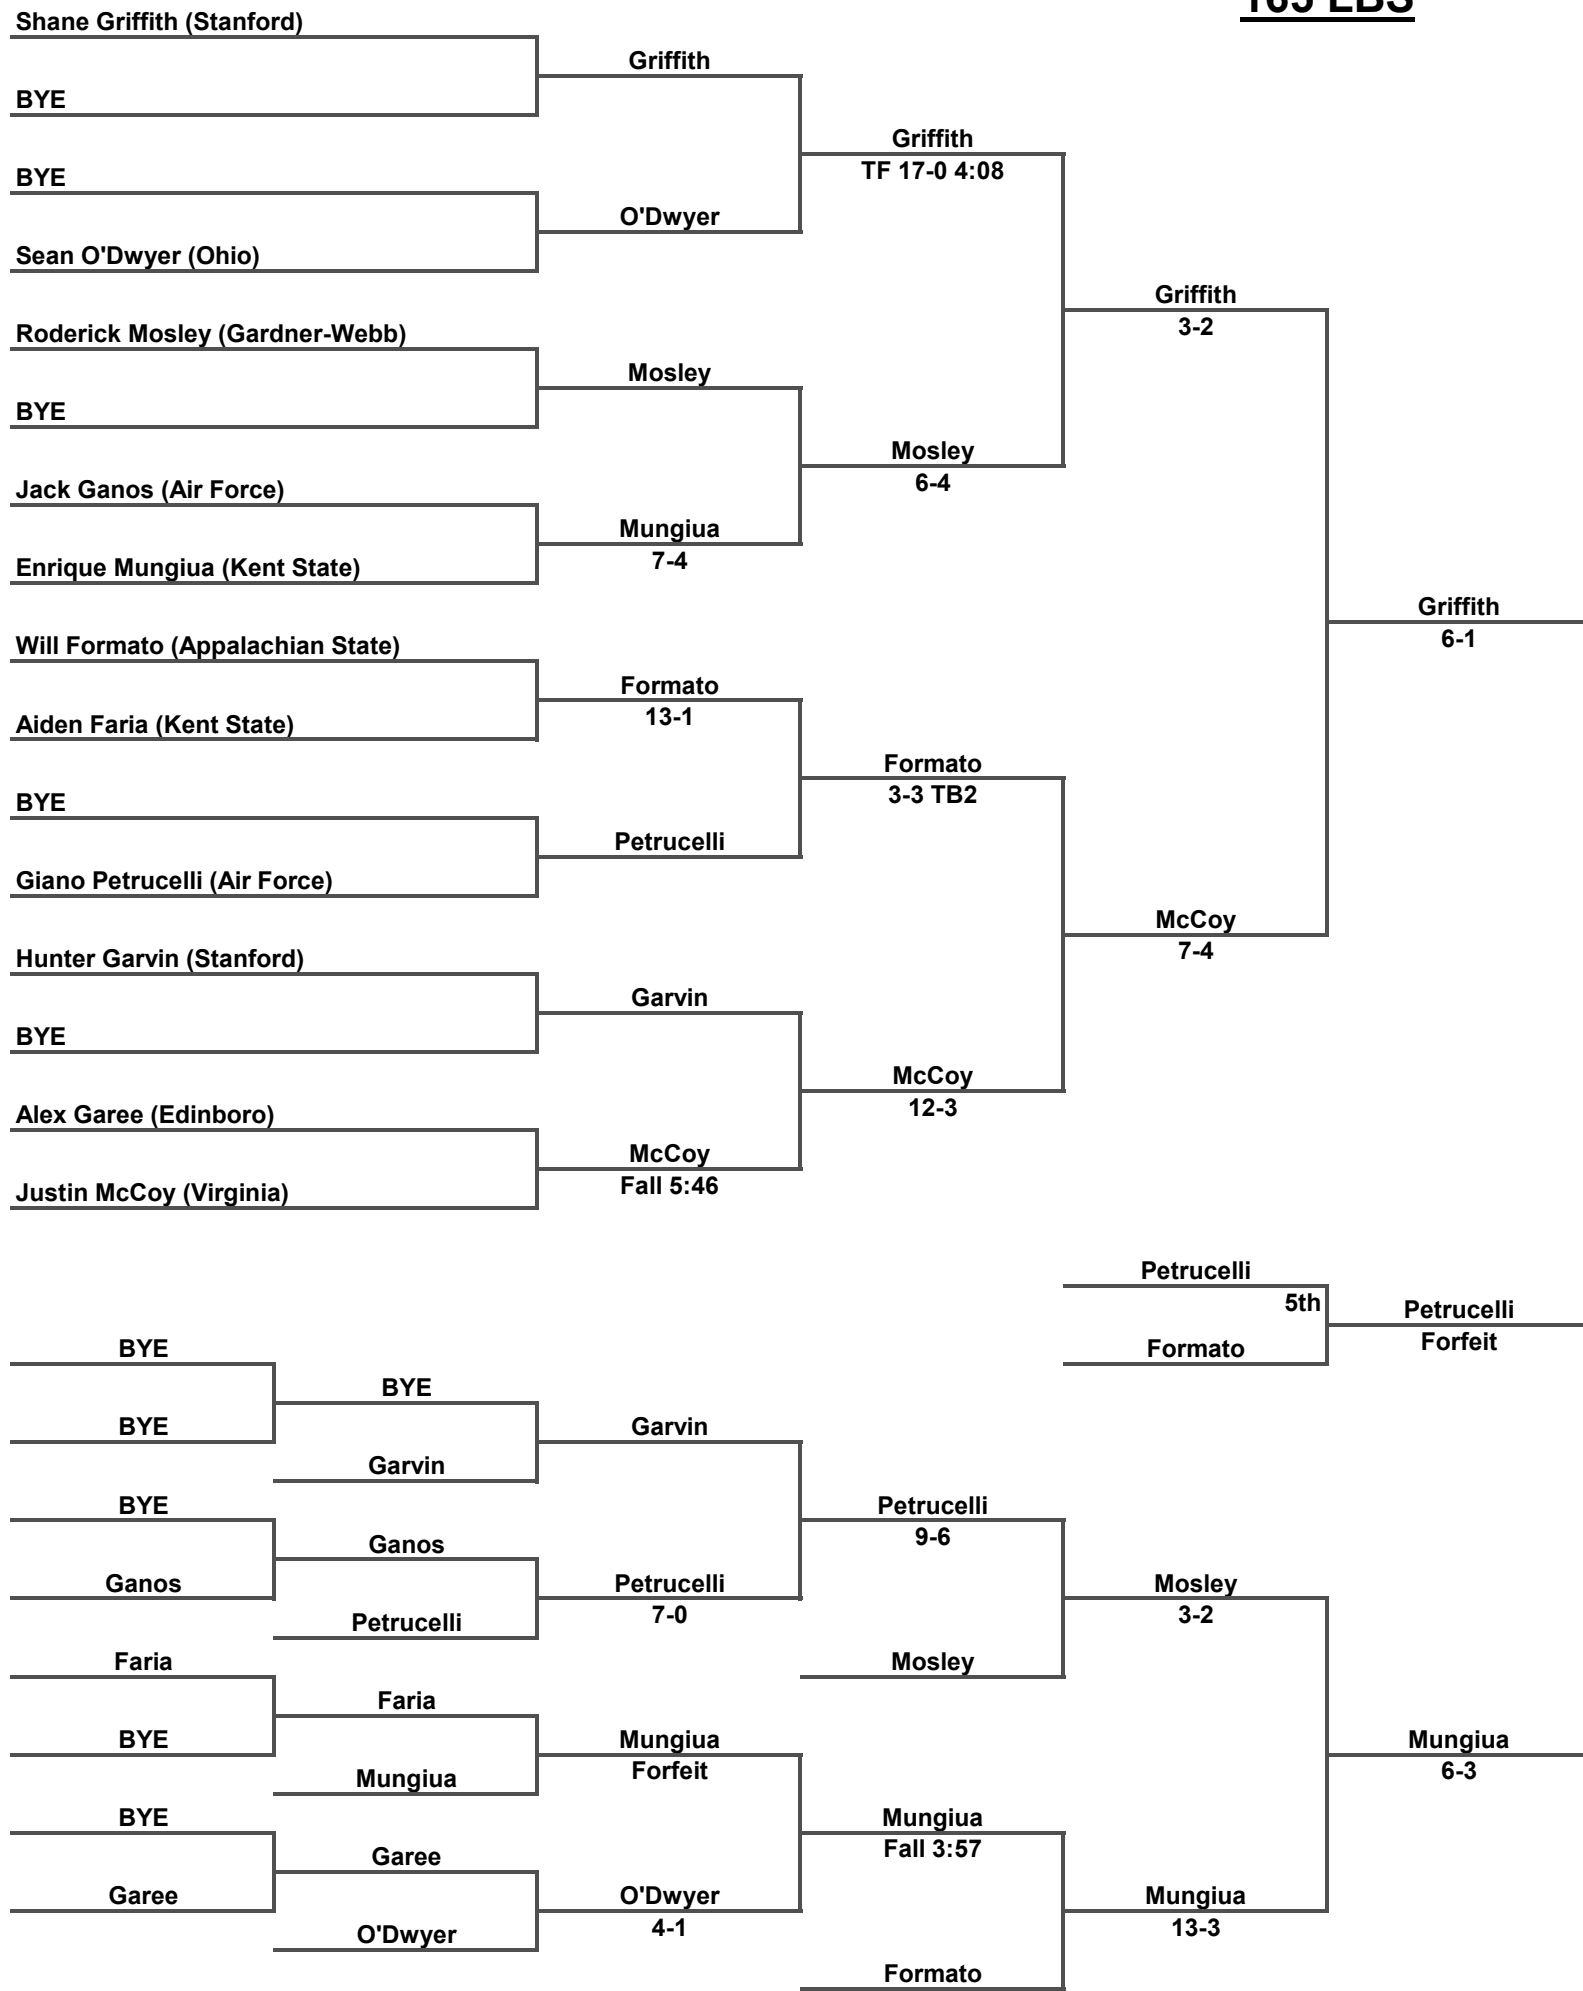 165 LBS
Shane Griffith (Stanford)
Griffith
BYE
Griffith
TF 17-0 4:08
BYE
O'Dwyer
Sean O'Dwyer (Ohio)
Griffith
3-2
Roderick Mosley (Gardner-Webb)
Mosley
BYE
Mosley
6-4
Jack Ganos (Air Force)
Mungiua
7-4
Enrique Mungiua (Kent State)
Griffith
6-1
Will Formato (Appalachian State)
Formato
13-1
Aiden Faria (Kent State)
Formato
3-3 TB2
BYE
Petrucelli
Giano Petrucelli (Air Force)
McCoy
7-4
Hunter Garvin (Stanford)
Garvin
BYE
McCoy
12-3
Alex Garee (Edinboro)
McCoy
Fall 5:46
Justin McCoy (Virginia)
Petrucelli
5th
Petrucelli
Forfeit
Formato
BYE
BYE
BYE
Garvin
Garvin
BYE
Petrucelli
9-6
Ganos
Ganos
Petrucelli
7-0
Mosley
3-2
Petrucelli
Faria
Mosley
Faria
BYE
Mungiua
Forfeit
Mungiua
6-3
Mungiua
BYE
Mungiua
Fall 3:57
Garee
Garee
O'Dwyer
4-1
Mungiua
13-3
O'Dwyer
Formato